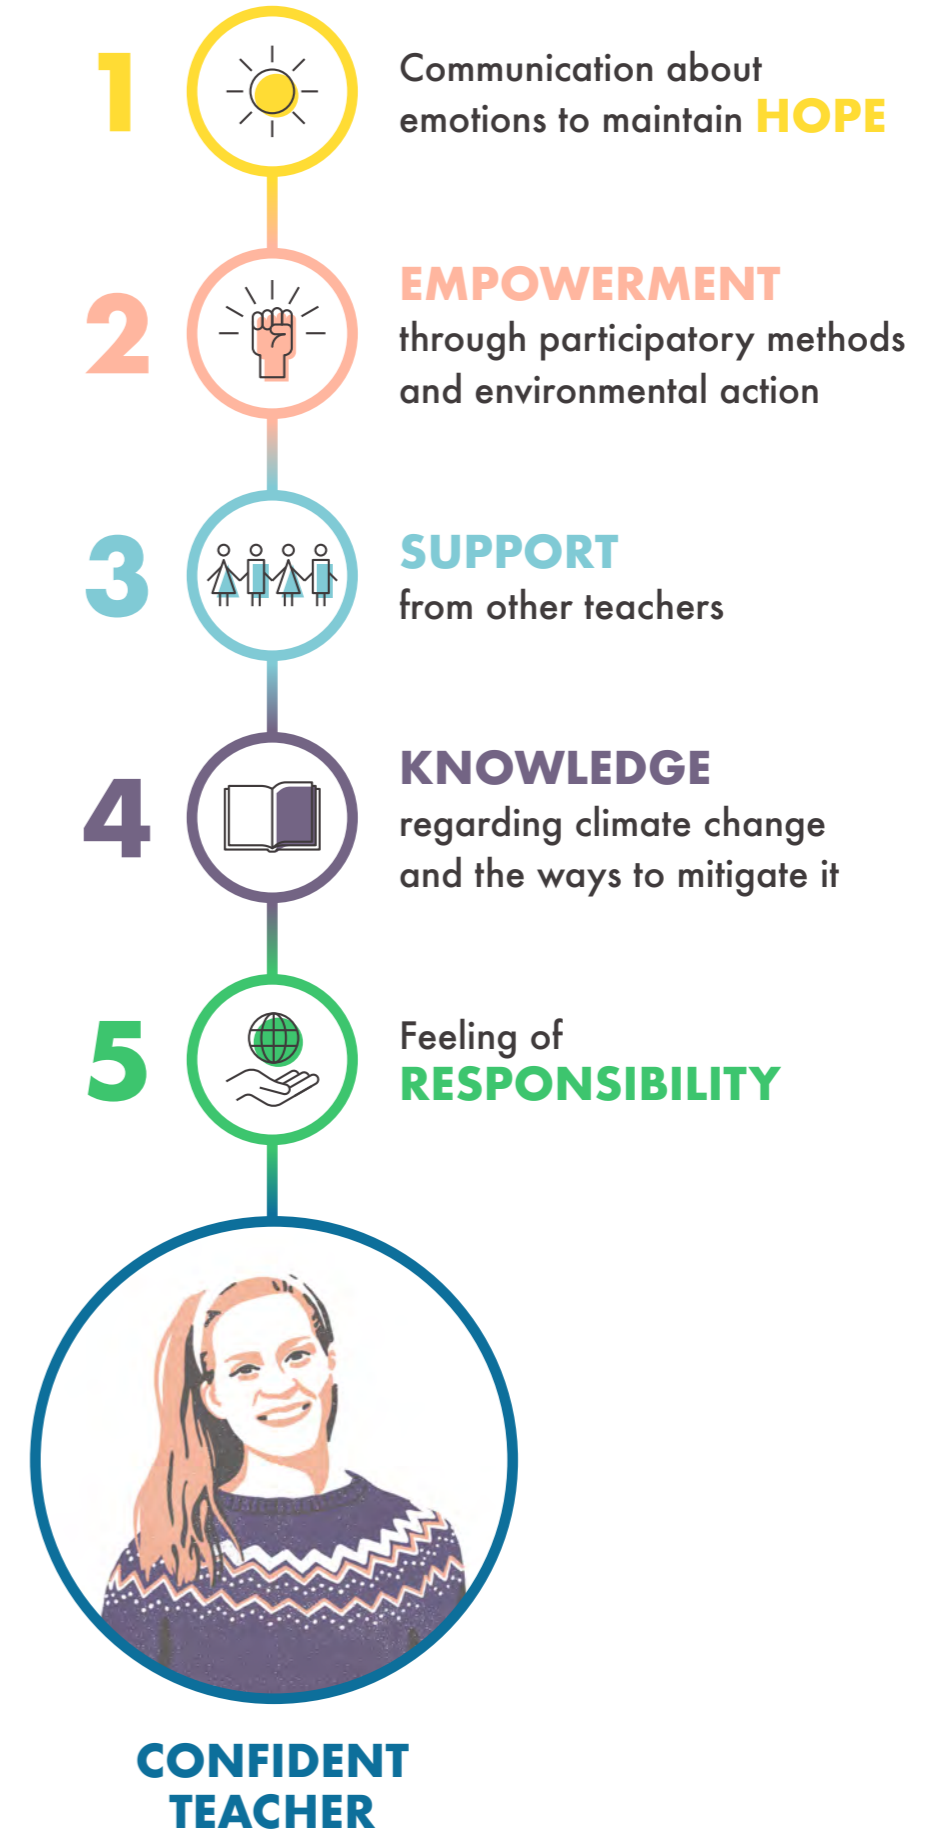 1
Communication about
emotions to maintain HOPE
2
EMPOWERMENT
through participatory methods
and environmental action
3
SUPPORT
from other teachers
4
KNOWLEDGE
regarding climate change
and the ways to mitigate it
5
Feeling of
RESPONSIBILITY
CONFIDENT
TEACHER